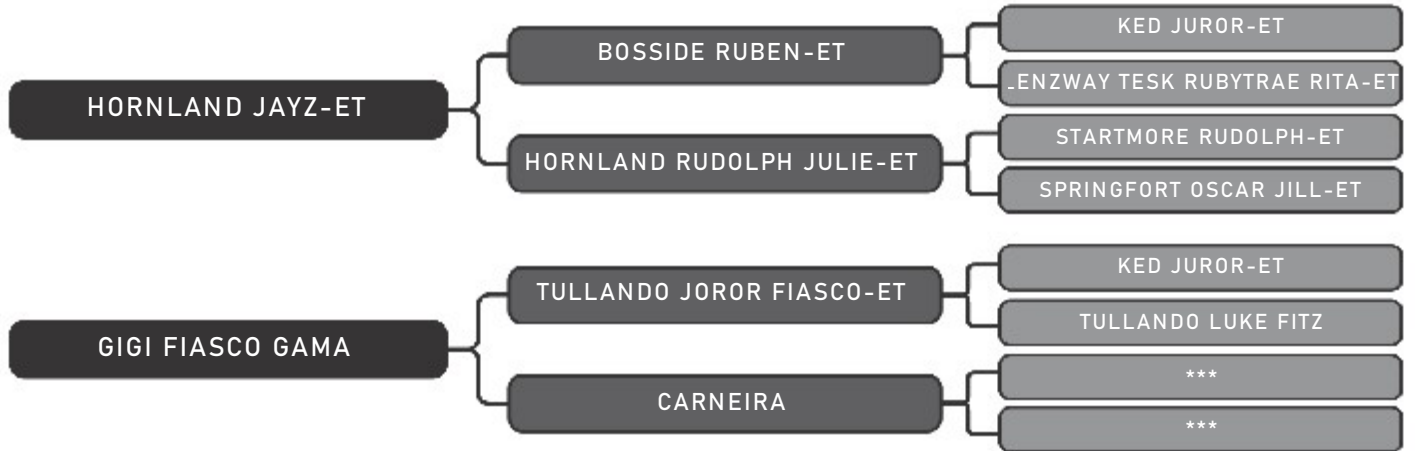 HORNLAND JAYZ-ET
BOSSIDE RUBEN-ET
KED JUROR-ET
LENZWAY TESK RUBYTRAE RITA-ET
HORNLAND RUDOLPH JULIE-ET
STARTMORE RUDOLPH-ET
SPRINGFORT OSCAR JILL-ET
GIGI FIASCO GAMA
TULLANDO JOROR FIASCO-ET
KED JUROR-ET
TULLANDO LUKE FITZ
CARNEIRA
***
***